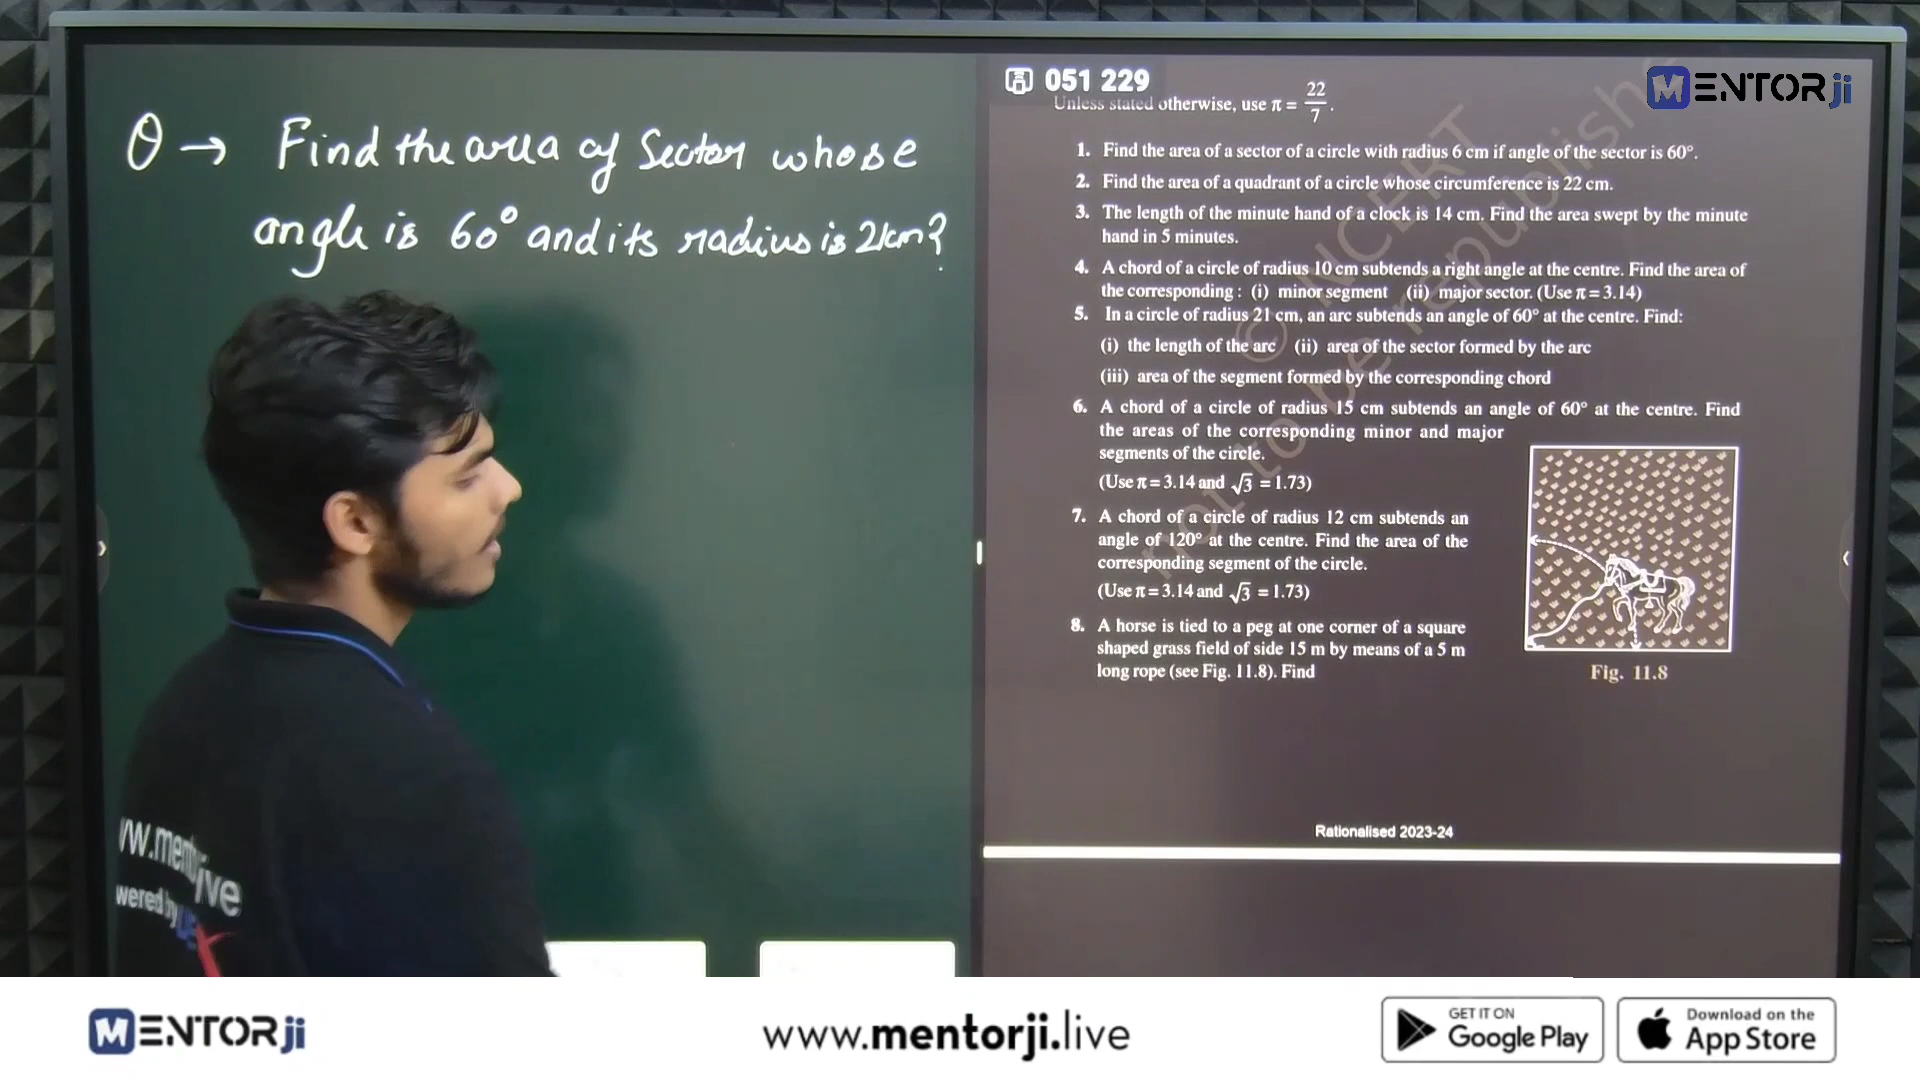 Q → Find the area of Sector whose
angle is 60° and its radius is 21cm?
051 229
MENTORji
Unless stated otherwise, use π = 22/7.
1. Find the area of a sector of a circle with radius 6 cm if angle of the sector is 60°.
2. Find the area of a quadrant of a circle whose circumference is 22 cm.
3. The length of the minute hand of a clock is 14 cm. Find the area swept by the minute
hand in 5 minutes.
4. A chord of a circle of radius 10 cm subtends a right angle at the centre. Find the area of
the corresponding : (i) minor segment (ii) major sector. (Use π = 3.14)
5. In a circle of radius 21 cm, an arc subtends an angle of 60° at the centre. Find:
(i) the length of the arc (ii) area of the sector formed by the arc
(iii) area of the segment formed by the corresponding chord
6. A chord of a circle of radius 15 cm subtends an angle of 60° at the centre. Find
the areas of the corresponding minor and major
segments of the circle.
(Use π = 3.14 and √3 = 1.73)
7. A chord of a circle of radius 12 cm subtends an
angle of 120° at the centre. Find the area of the
corresponding segment of the circle.
(Use π = 3.14 and √3 = 1.73)
8. A horse is tied to a peg at one corner of a square
shaped grass field of side 15 m by means of a 5 m
long rope (see Fig. 11.8). Find
Fig. 11.8
Rationalised 2023-24
© NCERT
not to be republishe
MENTORji
www.mentorji.live
GET IT ON
Google Play
Download on the
App Store